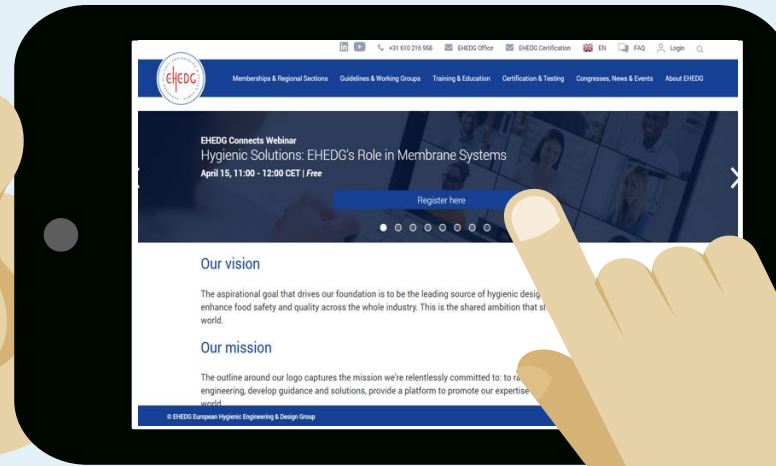 +31 610 216 958 EHEDG Office EHEDG Certification EN FAQ Login
EHEDG
Memberships & Regional Sections Guidelines & Working Groups Training & Education Certification & Testing Congresses, News & Events About EHEDG
EHEDG Connects Webinar
Hygienic Solutions: EHEDG's Role in Membrane Systems
April 15, 11:00 - 12:00 CET | Free
Register here
Our vision
The aspirational goal that drives our foundation is to be the leading source of hygienic
enhance food safety and quality across the whole industry. This is the shared ambition that
world.
Our mission
The outline around our logo captures the mission we're relentlessly committed to: to
engineering, develop guidance and solutions, provide a platform to promote our expertise
world
© EHEDG European Hygienic Engineering & Design Group